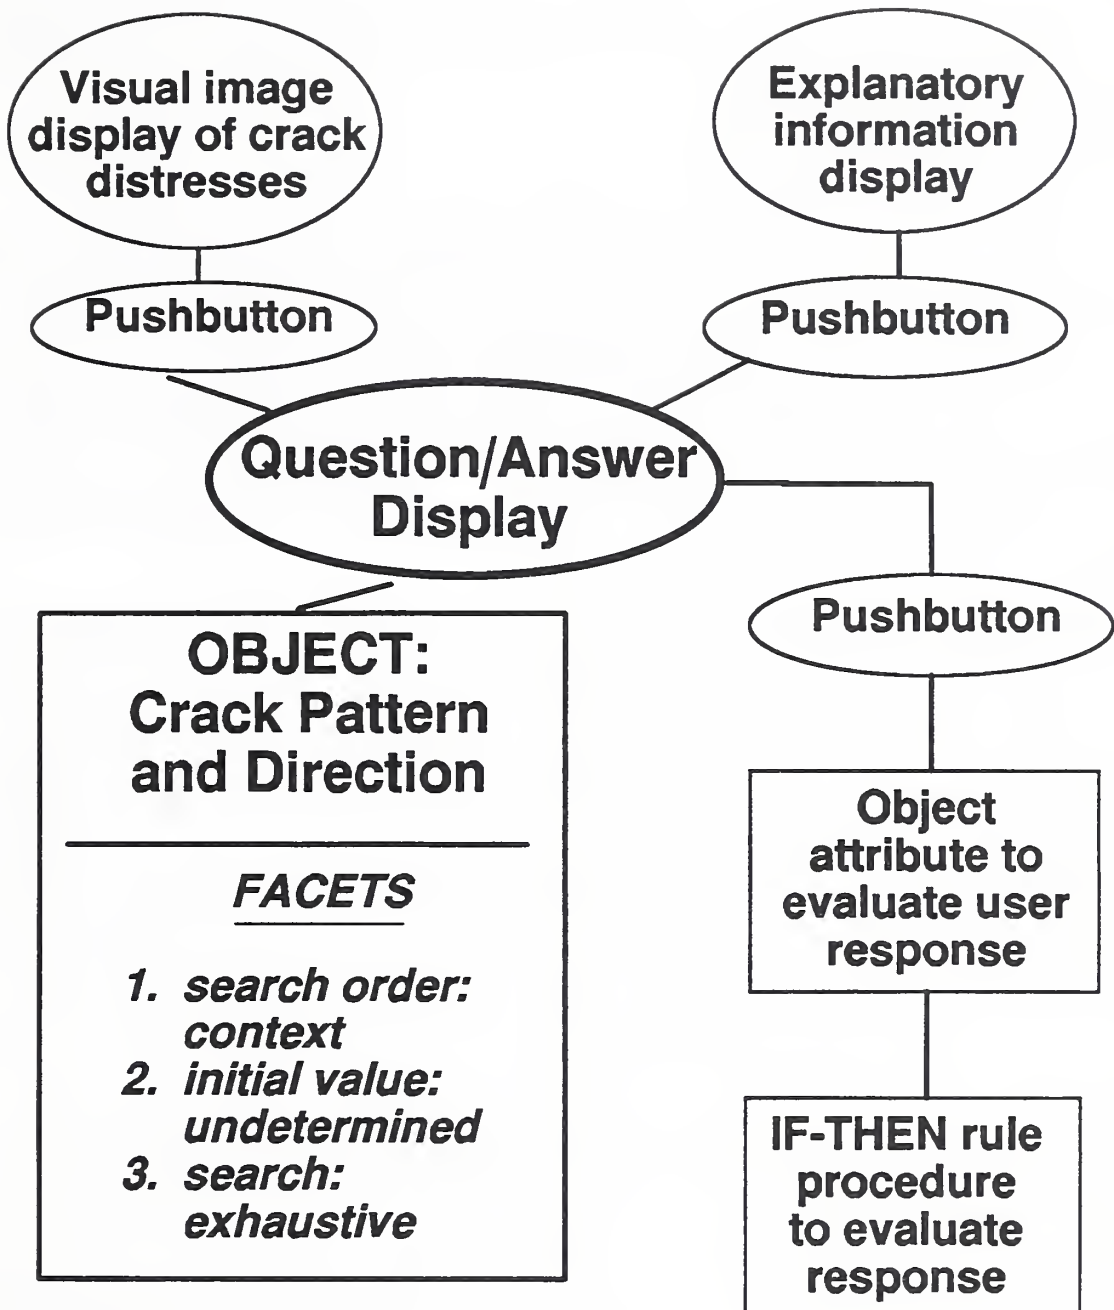 Visual image
display of crack
distresses
Explanatory
information
display
Pushbutton
Pushbutton
Question/Answer
Display
Pushbutton
OBJECT:
Crack Pattern
and Direction
FACETS
1. search order:
context
2. initial value:
undetermined
3. search:
exhaustive
Object
attribute to
evaluate user
response
IF-THEN rule
procedure
to evaluate
response